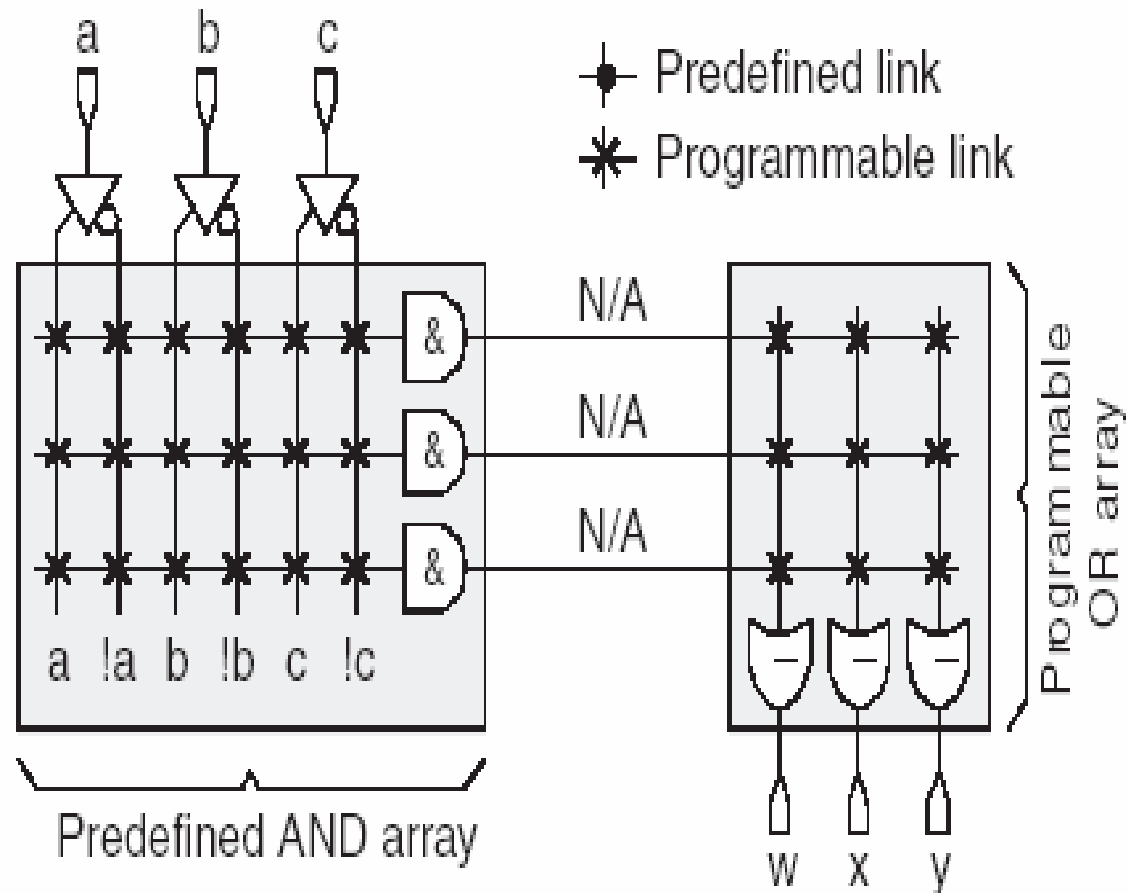 a b c
Predefined link
Programmable link
N/A
&
N/A
&
N/A
&
a !a b !b c !c
Predefined AND array
Programmable
OR array
w x y